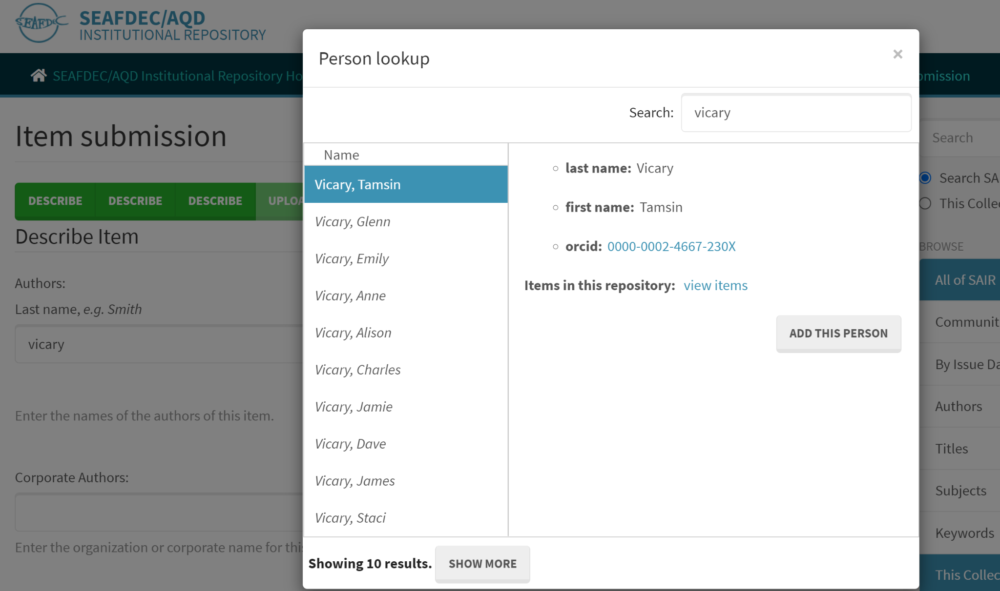 SEAFDEC
SEAFDEC/AQD
INSTITUTIONAL REPOSITORY
SEAFDEC/AQD Institutional Repository Ho
bmission
Item submission
DESCRIBE DESCRIBE DESCRIBE UPLOA
Describe Item
Authors:
Last name, e.g. Smith
vicary
Enter the names of the authors of this item.
Corporate Authors:
Enter the organization or corporate name for this
Person lookup
×
Search: vicary
Name
Vicary, Tamsin
Vicary, Glenn
Vicary, Emily
Vicary, Anne
Vicary, Alison
Vicary, Charles
Vicary, Jamie
Vicary, Dave
Vicary, James
Vicary, Staci
last name: Vicary
first name: Tamsin
orcid: 0000-0002-4667-230X
Items in this repository: view items
ADD THIS PERSON
Showing 10 results. SHOW MORE
Search
Search SA
This Collec
BROWSE
All of SAIR
Communit
By Issue Da
Authors
Titles
Subjects
Keywords
This Collec